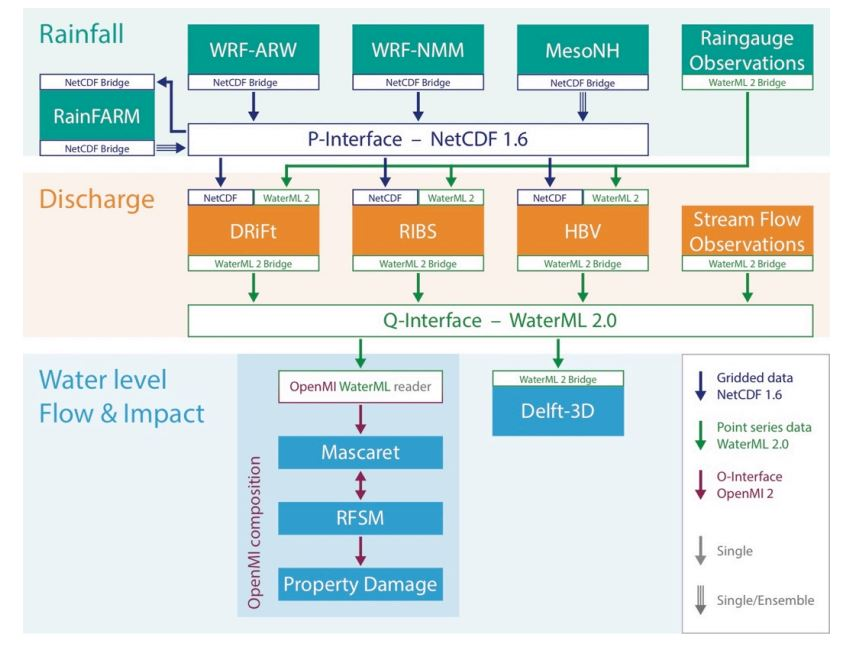 Rainfall
WRF-ARW
WRF-NMM
MesoNH
Raingauge
Observations
NetCDF Bridge
NetCDF Bridge
NetCDF Bridge
NetCDF Bridge
WaterML 2 Bridge
RainFARM
NetCDF Bridge
P-Interface – NetCDF 1.6
Discharge
NetCDF
WaterML 2
NetCDF
WaterML 2
NetCDF
WaterML 2
DRiFt
RIBS
HBV
Stream Flow
Observations
WaterML 2 Bridge
WaterML 2 Bridge
WaterML 2 Bridge
WaterML 2 Bridge
Q-Interface – WaterML 2.0
Water level
Flow & Impact
OpenMI WaterML reader
Mascaret
RFSM
Property Damage
OpenMI composition
WaterML 2 Bridge
Delft-3D
Gridded data
NetCDF 1.6
Point series data
WaterML 2.0
O-Interface
OpenMI 2
Single
Single/Ensemble